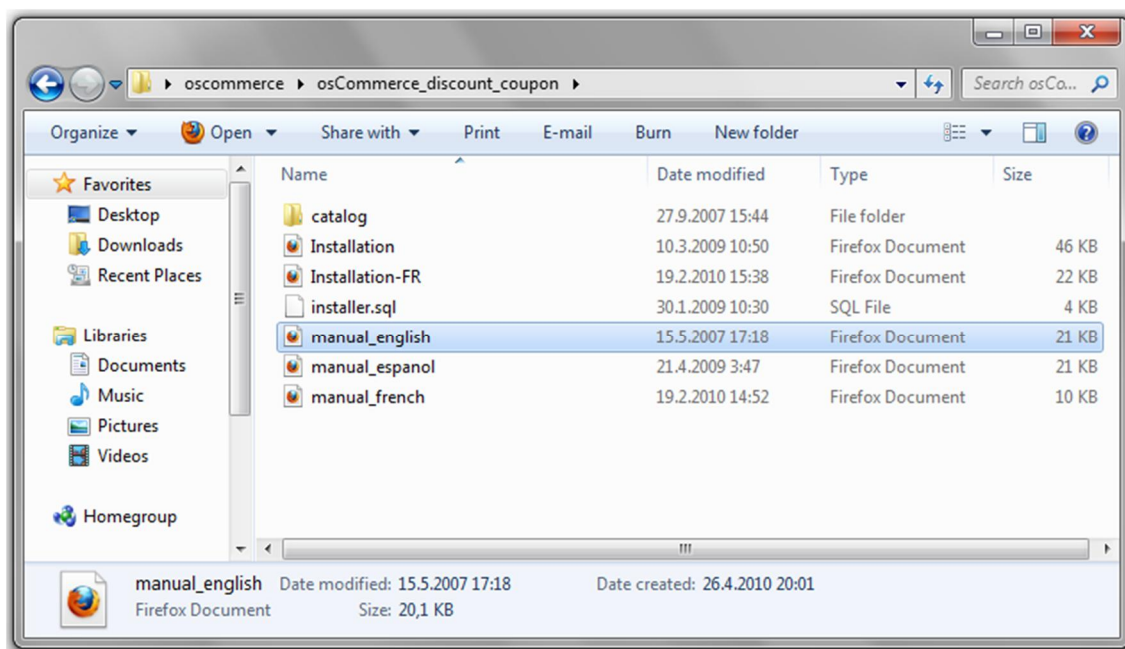 oscommerce osCommerce_discount_coupon Search osCo...
Organize Open Share with Print E-mail Burn New folder
Favorites
Desktop
Downloads
Recent Places
Libraries
Documents
Music
Pictures
Videos
Homegroup
Name Date modified Type Size
catalog 27.9.2007 15:44 File folder
Installation 10.3.2009 10:50 Firefox Document 46 KB
Installation-FR 19.2.2010 15:38 Firefox Document 22 KB
installer.sql 30.1.2009 10:30 SQL File 4 KB
manual_english 15.5.2007 17:18 Firefox Document 21 KB
manual_espanol 21.4.2009 3:47 Firefox Document 21 KB
manual_french 19.2.2010 14:52 Firefox Document 10 KB
manual_english Date modified: 15.5.2007 17:18 Date created: 26.4.2010 20:01
Firefox Document Size: 20,1 KB